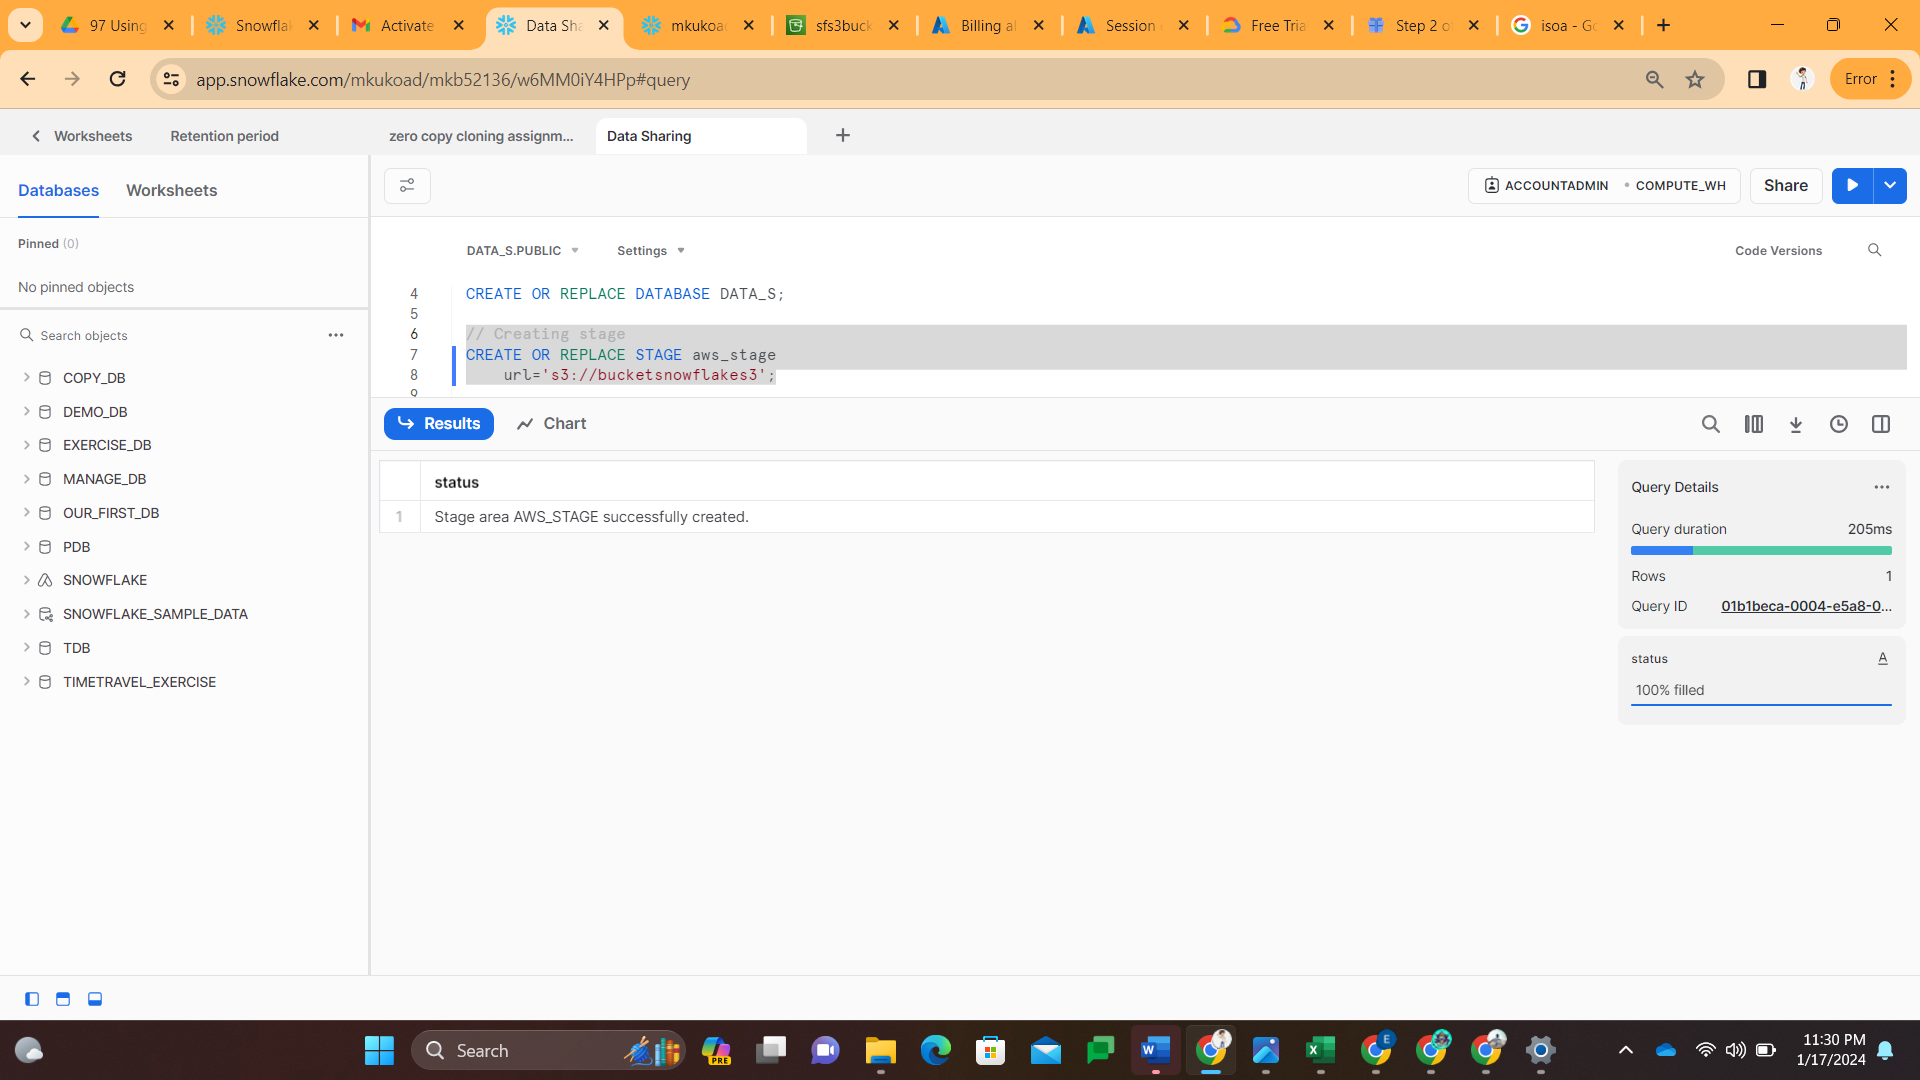 97 Using
Snowflak
Activate
Data Sha
mkukoad
sfs3buck
Billing al
Session
Free Tria
Step 2 o
isoa - Go
app.snowflake.com/mkukoad/mkb52136/w6MM0iY4HPp#query
Error
Worksheets
Retention period
zero copy cloning assignm...
Data Sharing
Databases
Worksheets
ACCOUNTADMIN
COMPUTE_WH
Share
Pinned (0)
No pinned objects
DATA_S.PUBLIC
Settings
Code Versions
Search objects
COPY_DB
DEMO_DB
EXERCISE_DB
MANAGE_DB
OUR_FIRST_DB
PDB
SNOWFLAKE
SNOWFLAKE_SAMPLE_DATA
TDB
TIMETRAVEL_EXERCISE
4 CREATE OR REPLACE DATABASE DATA_S;
5
6 // Creating stage
7 CREATE OR REPLACE STAGE aws_stage
8 url='s3://bucketsnowflakes3';
9
Results
Chart
status
1 Stage area AWS_STAGE successfully created.
Query Details
Query duration 205ms
Rows 1
Query ID 01b1beca-0004-e5a8-0...
status A
100% filled
Search
PRE
W
X
E
11:30 PM
1/17/2024